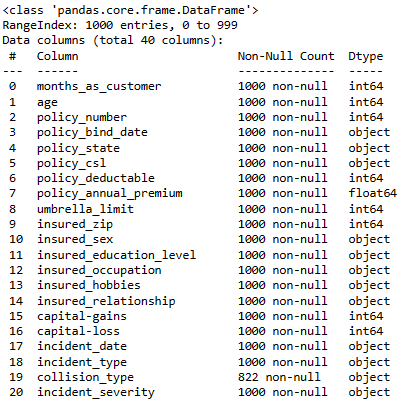 <class 'pandas.core.frame.DataFrame'>
RangeIndex: 1000 entries, 0 to 999
Data columns (total 40 columns):
 #   Column                       Non-Null Count  Dtype
---  ------                       --------------  -----
 0   months_as_customer           1000 non-null   int64
 1   age                          1000 non-null   int64
 2   policy_number                1000 non-null   int64
 3   policy_bind_date             1000 non-null   object
 4   policy_state                 1000 non-null   object
 5   policy_csl                   1000 non-null   object
 6   policy_deductable            1000 non-null   int64
 7   policy_annual_premium        1000 non-null   float64
 8   umbrella_limit               1000 non-null   int64
 9   insured_zip                  1000 non-null   int64
 10  insured_sex                  1000 non-null   object
 11  insured_education_level      1000 non-null   object
 12  insured_occupation           1000 non-null   object
 13  insured_hobbies              1000 non-null   object
 14  insured_relationship         1000 non-null   object
 15  capital-gains                1000 non-null   int64
 16  capital-loss                 1000 non-null   int64
 17  incident_date                1000 non-null   object
 18  incident_type                1000 non-null   object
 19  collision_type               822 non-null    object
 20  incident_severity            1000 non-null   object